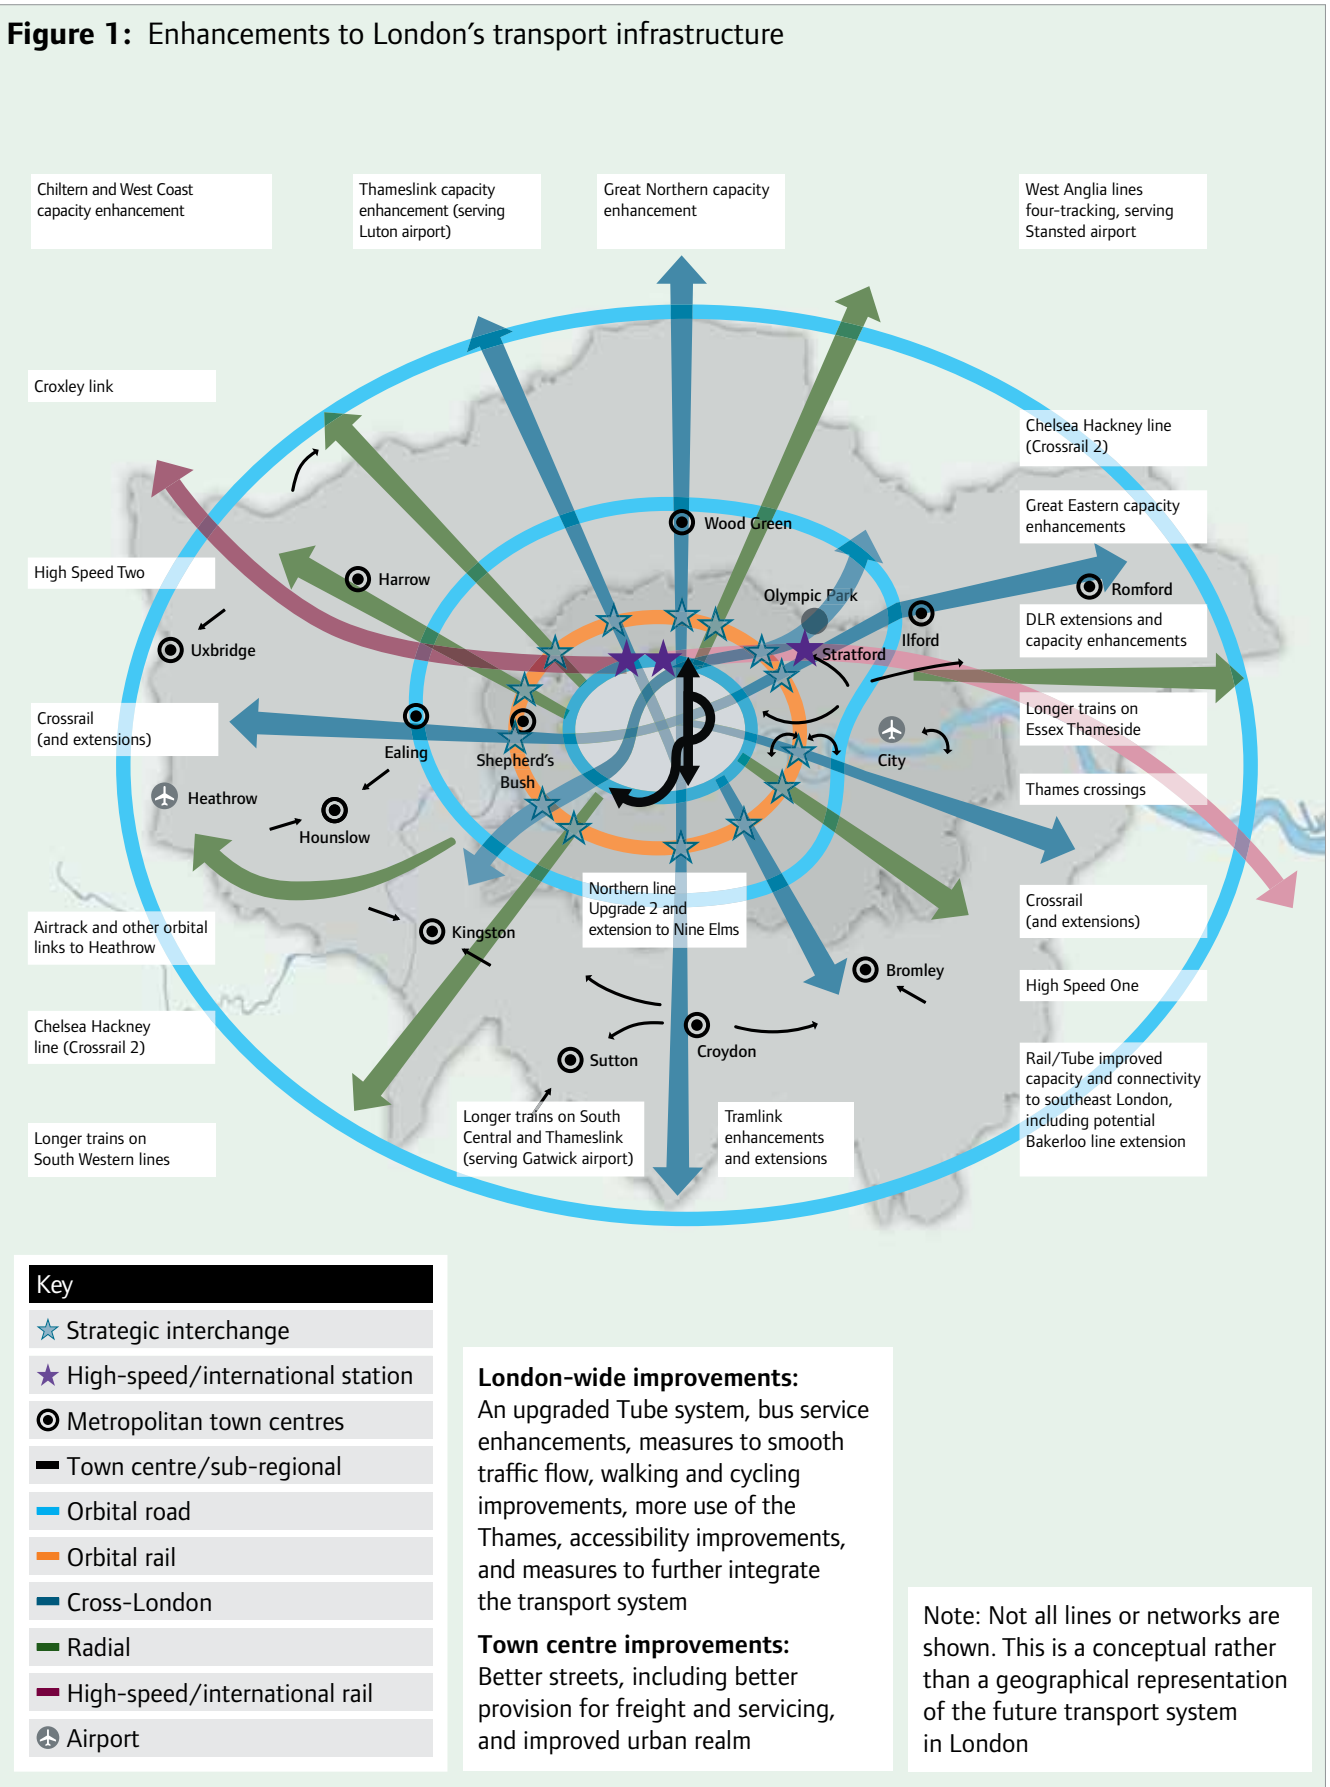 Figure 1: Enhancements to London's transport infrastructure
Chiltern and West Coast
capacity enhancement
Thameslink capacity
enhancement (serving
Luton airport)
Great Northern capacity
enhancement
West Anglia lines
four-tracking, serving
Stansted airport
Croxley link
Chelsea Hackney line
(Crossrail 2)
Great Eastern capacity
enhancements
Wood Green
High Speed Two
Harrow
Olympic Park
Romford
DLR extensions and
capacity enhancements
Ilford
Uxbridge
Stratford
Crossrail
(and extensions)
Longer trains on
Essex Thameside
Ealing
Shepherd's
Bush
City
Heathrow
Thames crossings
Hounslow
Northern line
Upgrade 2 and
extension to Nine Elms
Crossrail
(and extensions)
Airtrack and other orbital
links to Heathrow
Kingston
Bromley
High Speed One
Chelsea Hackney
line (Crossrail 2)
Croydon
Sutton
Rail/Tube improved
capacity and connectivity
to southeast London,
including potential
Bakerloo line extension
Longer trains on
South Western lines
Longer trains on South
Central and Thameslink
(serving Gatwick airport)
Tramlink
enhancements
and extensions
Key
Strategic interchange
High-speed/international station
Metropolitan town centres
Town centre/sub-regional
Orbital road
Orbital rail
Cross-London
Radial
High-speed/international rail
Airport
London-wide improvements:
An upgraded Tube system, bus service
enhancements, measures to smooth
traffic flow, walking and cycling
improvements, more use of the
Thames, accessibility improvements,
and measures to further integrate
the transport system
Town centre improvements:
Better streets, including better
provision for freight and servicing,
and improved urban realm
Note: Not all lines or networks are
shown. This is a conceptual rather
than a geographical representation
of the future transport system
in London